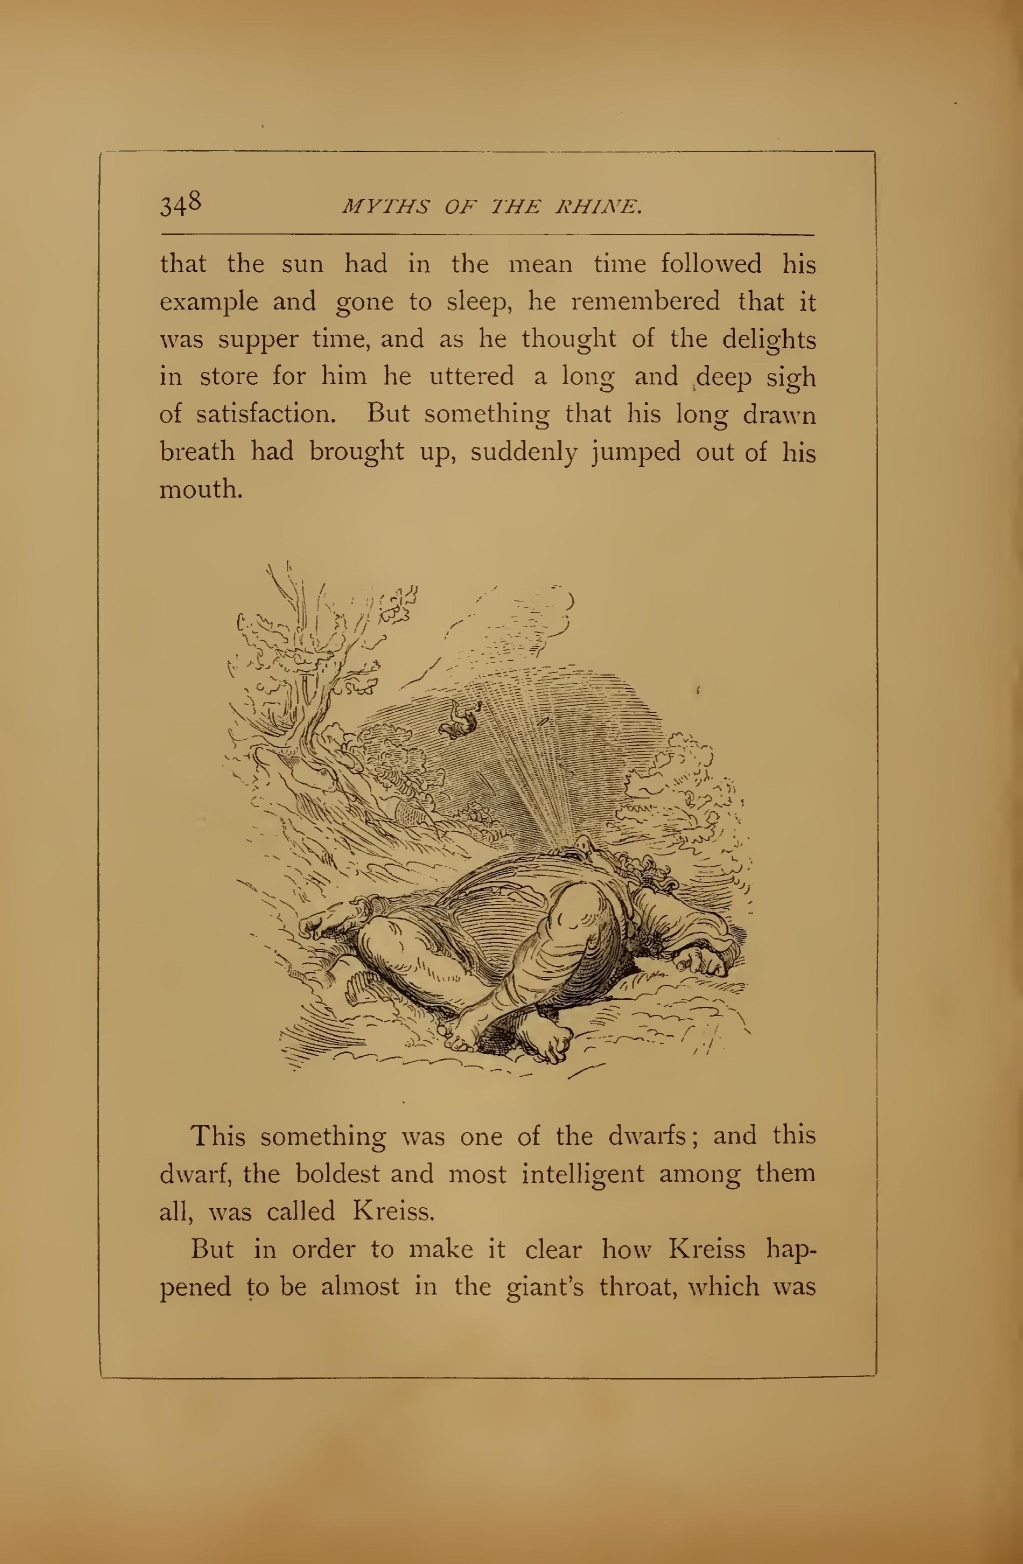 348 MYTHS OF THE RHINE.
that the sun had in the mean time followed his
example and gone to sleep, he remembered that it
was supper time, and as he thought of the delights
in store for him he uttered a long and deep sigh
of satisfaction. But something that his long drawn
breath had brought up, suddenly jumped out of his
mouth.
This something was one of the dwarfs; and this
dwarf, the boldest and most intelligent among them
all, was called Kreiss.
But in order to make it clear how Kreiss hap-
pened to be almost in the giant's throat, which was